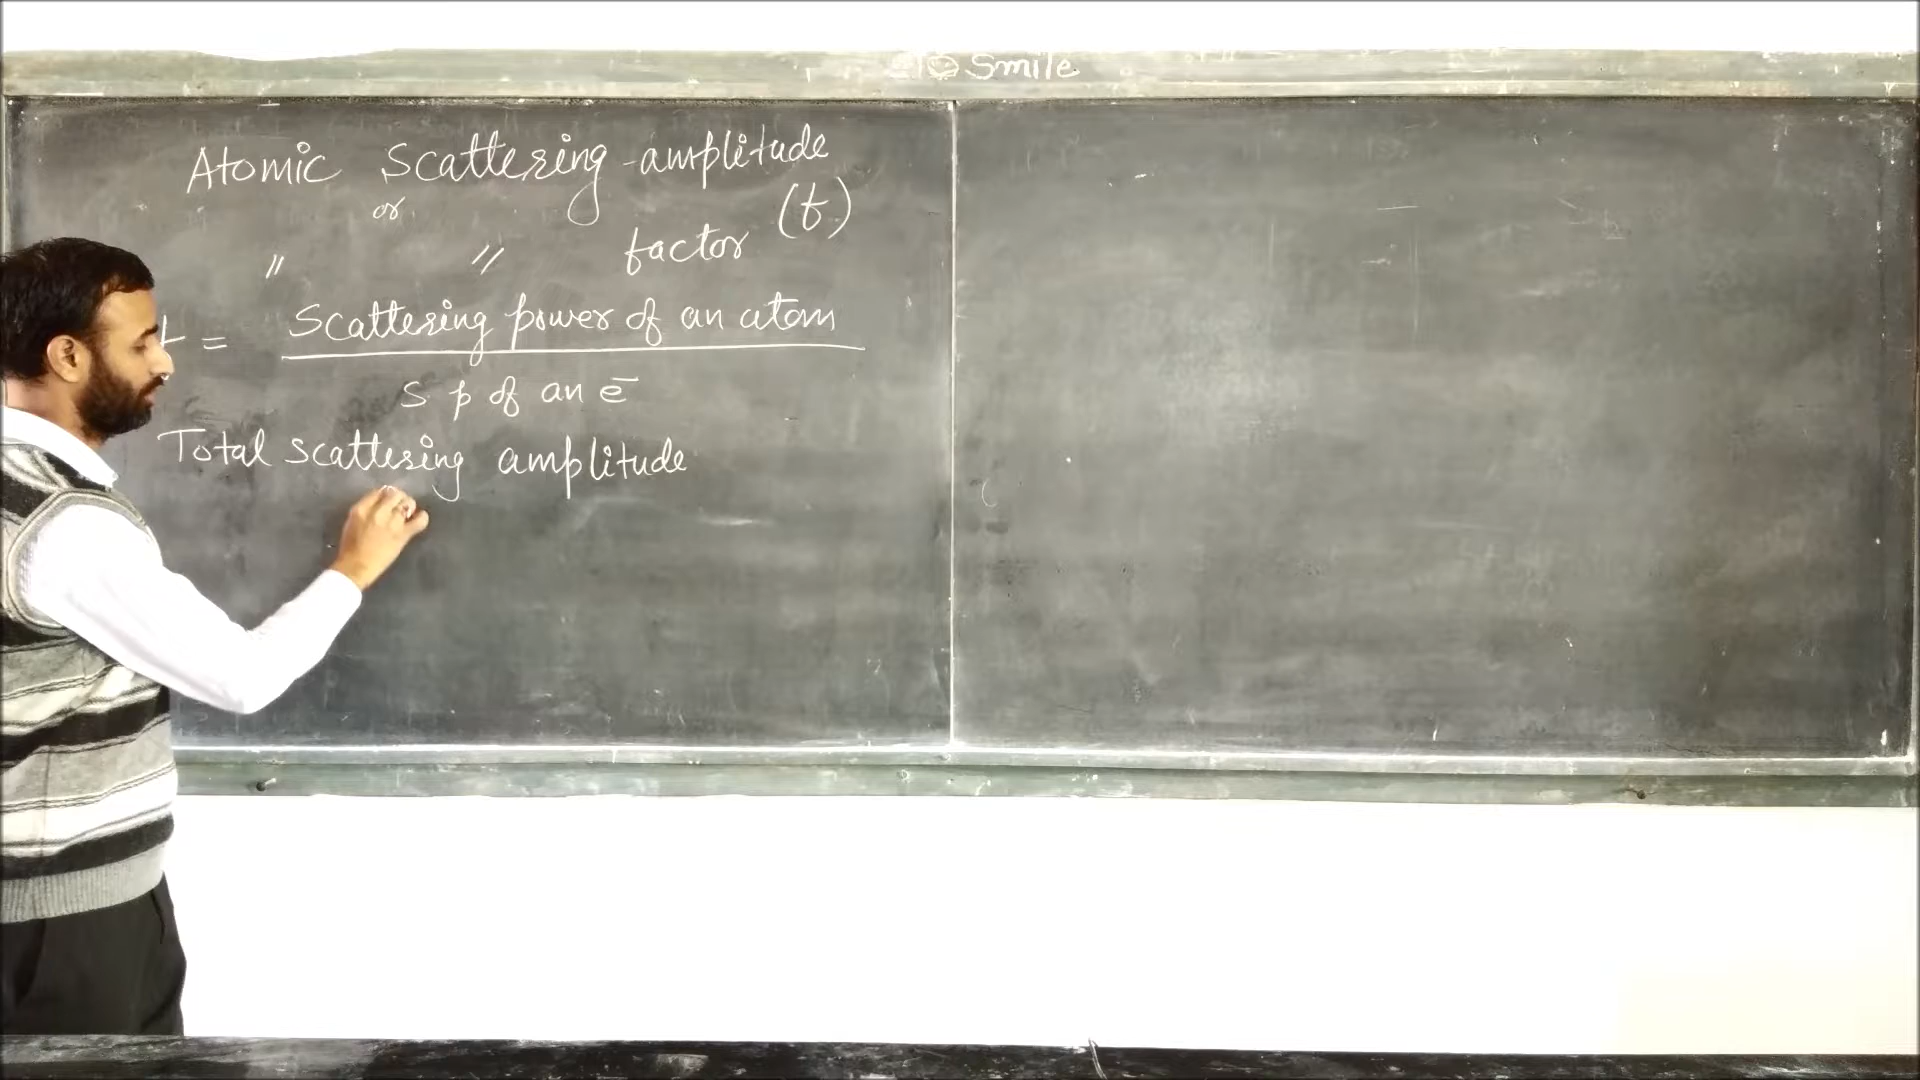 Smile
Atomic Scattering-amplitude
or
" " factor (f)
= Scattering power of an atom
s p of an e⁻
Total scattering amplitude